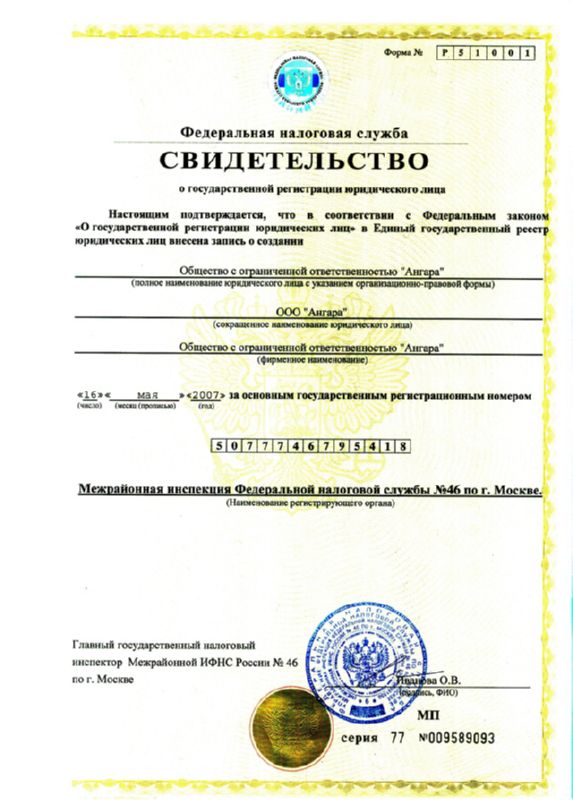 Форма № Р 5 1 0 0 1
Федеральная налоговая служба
СВИДЕТЕЛЬСТВО
о государственной регистрации юридического лица
Настоящим подтверждается, что в соответствии с Федеральным законом
«О государственной регистрации юридических лиц» в Единый государственный реестр
юридических лиц внесена запись о создании
Общество с ограниченной ответственностью "Ангара"
(полное наименование юридического лица с указанием организационно-правовой формы)
ООО "Ангара"
(сокращенное наименование юридического лица)
Общество с ограниченной ответственностью "Ангара"
(фирменное наименование)
«16»« мая »«2007» за основным государственным регистрационным номером
(число) (месяц (прописью) (год)
5 0 7 7 7 4 6 7 9 5 4 1 8
Межрайонная инспекция Федеральной налоговой службы №46 по г. Москве.
(Наименование регистрирующего органа)
Главный государственный налоговый
инспектор Межрайонной ИФНС России № 46
по г. Москве
О.В.
(подпись, ФИО)
МП
серия 77 №009589093